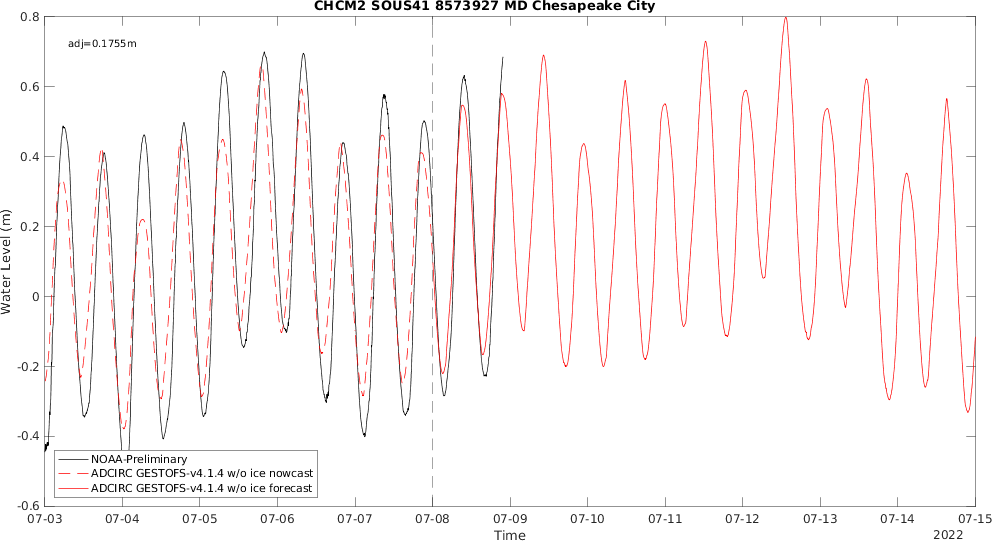 CHCM2 SOUS41 8573927 MD Chesapeake City
adj=0.1755m
Water Level (m)
0.8
0.6
0.4
0.2
0
-0.2
-0.4
-0.6
NOAA-Preliminary
ADCIRC GESTOFS-v4.1.4 w/o ice nowcast
ADCIRC GESTOFS-v4.1.4 w/o ice forecast
07-03 07-04 07-05 07-06 07-07 07-08 07-09 07-10 07-11 07-12 07-13 07-14 07-15
Time
2022